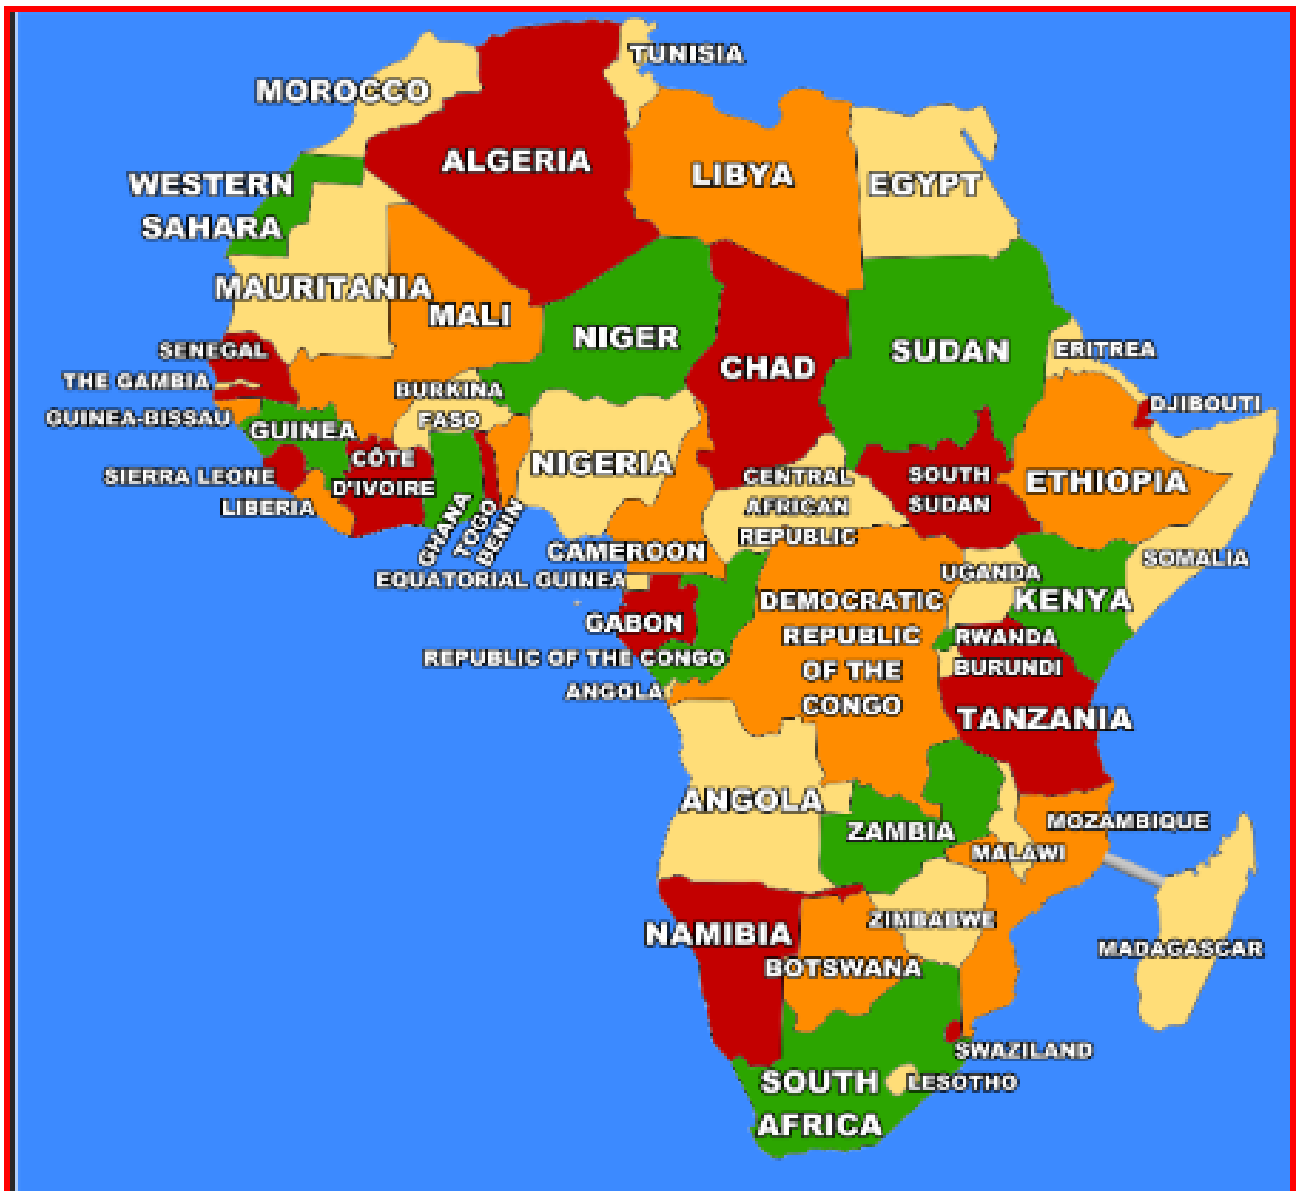 TUNISIA
MOROCCO
ALGERIA
LIBYA
EGYPT
WESTERN
SAHARA
MAURITANIA
MALI
NIGER
CHAD
SUDAN
ERITREA
SENEGAL
THE GAMBIA
BURKINA
FASO
DJIBOUTI
GUINEA-BISSAU
GUINEA
CÔTE
D'IVOIRE
SIERRA LEONE
LIBERIA
GHANA
TOGO
BENIN
NIGERIA
CENTRAL
AFRICAN
REPUBLIC
SOUTH
SUDAN
ETHIOPIA
SOMALIA
CAMEROON
EQUATORIAL GUINEA
UGANDA
KENYA
GABON
DEMOCRATIC
REPUBLIC
OF THE
CONGO
RWANDA
BURUNDI
REPUBLIC OF THE CONGO
ANGOLA
TANZANIA
ANGOLA
ZAMBIA
MOZAMBIQUE
MALAWI
NAMIBIA
ZIMBABWE
BOTSWANA
MADAGASCAR
SWAZILAND
SOUTH
AFRICA
LESOTHO